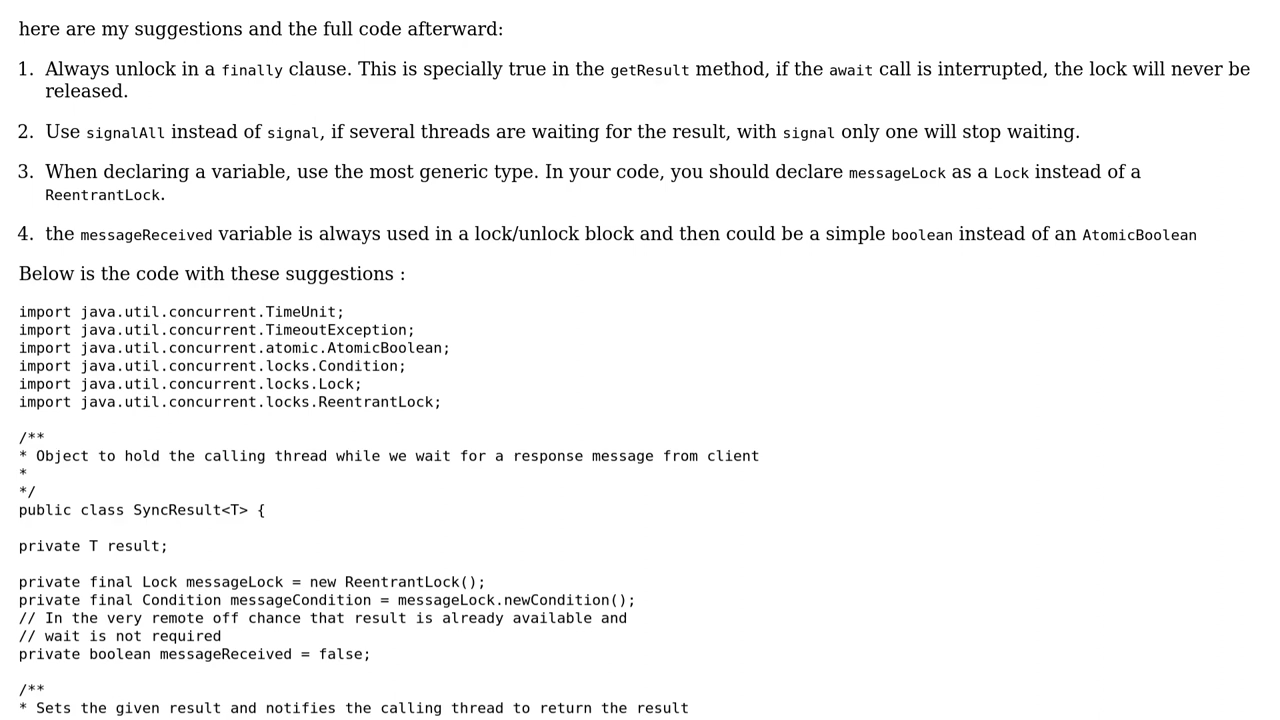 here are my suggestions and the full code afterward:
1. Always unlock in a finally clause. This is specially true in the getResult method, if the await call is interrupted, the lock will never be
released.
2. Use signalAll instead of signal, if several threads are waiting for the result, with signal only one will stop waiting.
3. When declaring a variable, use the most generic type. In your code, you should declare messageLock as a Lock instead of a
ReentrantLock.
4. the messageReceived variable is always used in a lock/unlock block and then could be a simple boolean instead of an AtomicBoolean
Below is the code with these suggestions :
import java.util.concurrent.TimeUnit;
import java.util.concurrent.TimeoutException;
import java.util.concurrent.atomic.AtomicBoolean;
import java.util.concurrent.locks.Condition;
import java.util.concurrent.locks.Lock;
import java.util.concurrent.locks.ReentrantLock;
/**
* Object to hold the calling thread while we wait for a response message from client
*
*/
public class SyncResult<T> {
private T result;
private final Lock messageLock = new ReentrantLock();
private final Condition messageCondition = messageLock.newCondition();
// In the very remote off chance that result is already available and
// wait is not required
private boolean messageReceived = false;
/**
* Sets the given result and notifies the calling thread to return the result